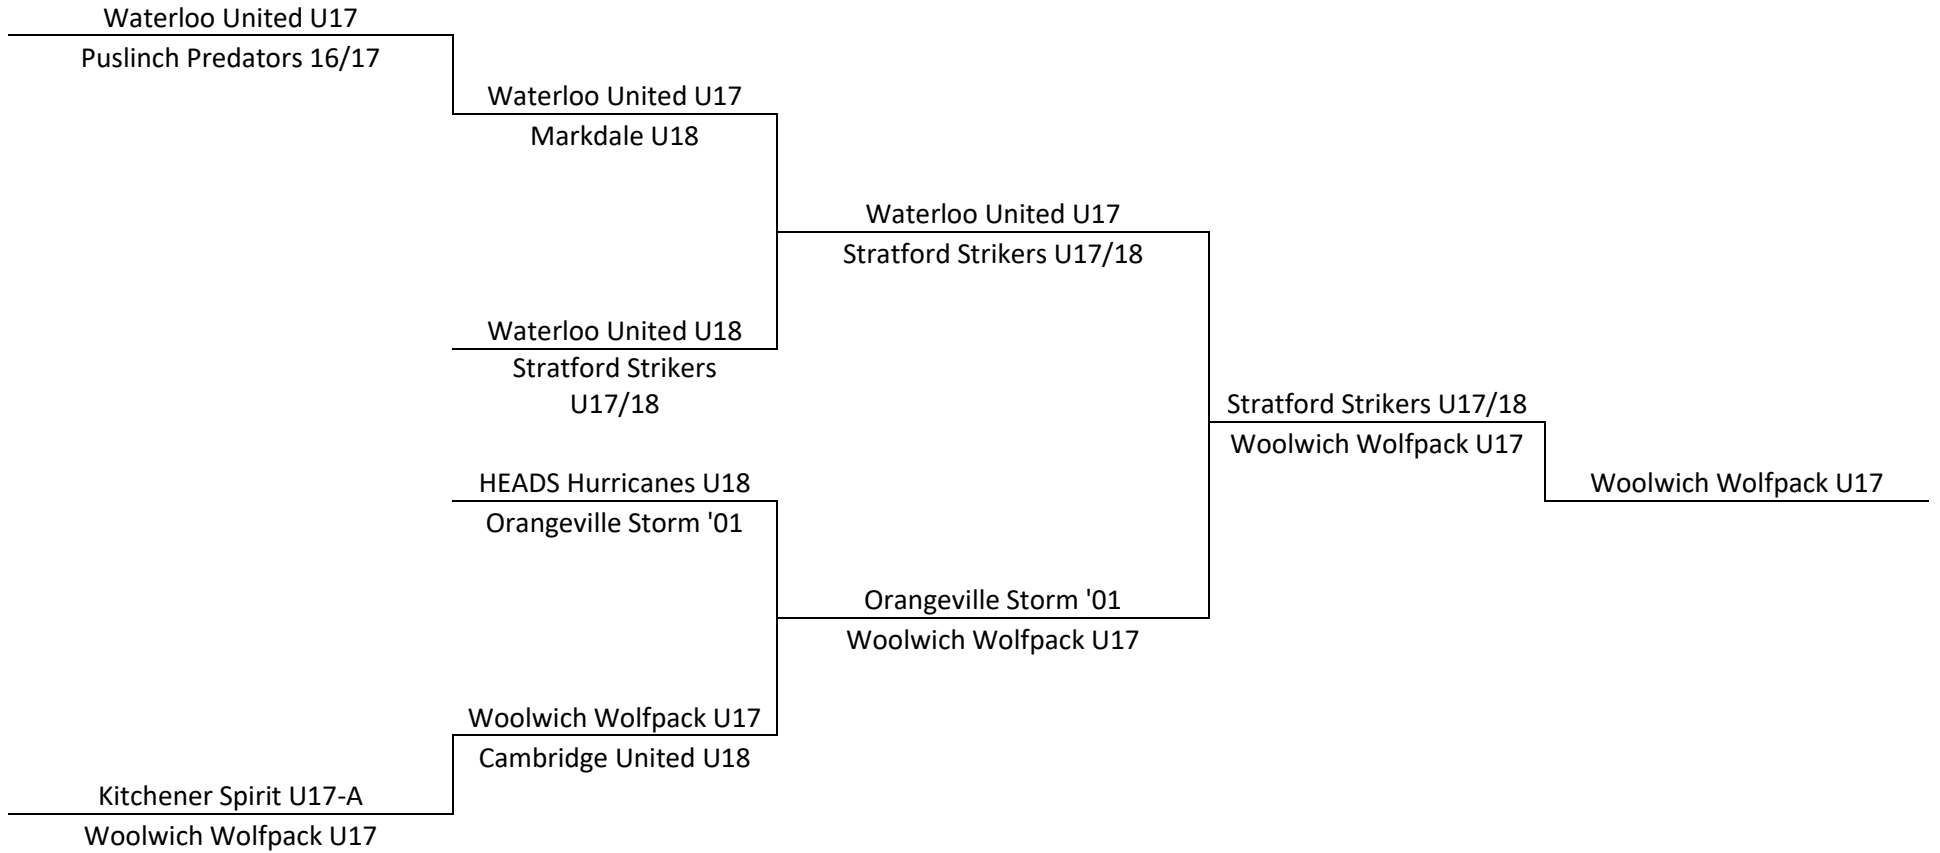 Waterloo United U17
Puslinch Predators 16/17
Waterloo United U17
Markdale U18
Waterloo United U17
Stratford Strikers U17/18
Waterloo United U18
Stratford Strikers
U17/18
Stratford Strikers U17/18
Woolwich Wolfpack U17
HEADS Hurricanes U18
Orangeville Storm '01
Woolwich Wolfpack U17
Orangeville Storm '01
Woolwich Wolfpack U17
Woolwich Wolfpack U17
Cambridge United U18
Kitchener Spirit U17-A
Woolwich Wolfpack U17